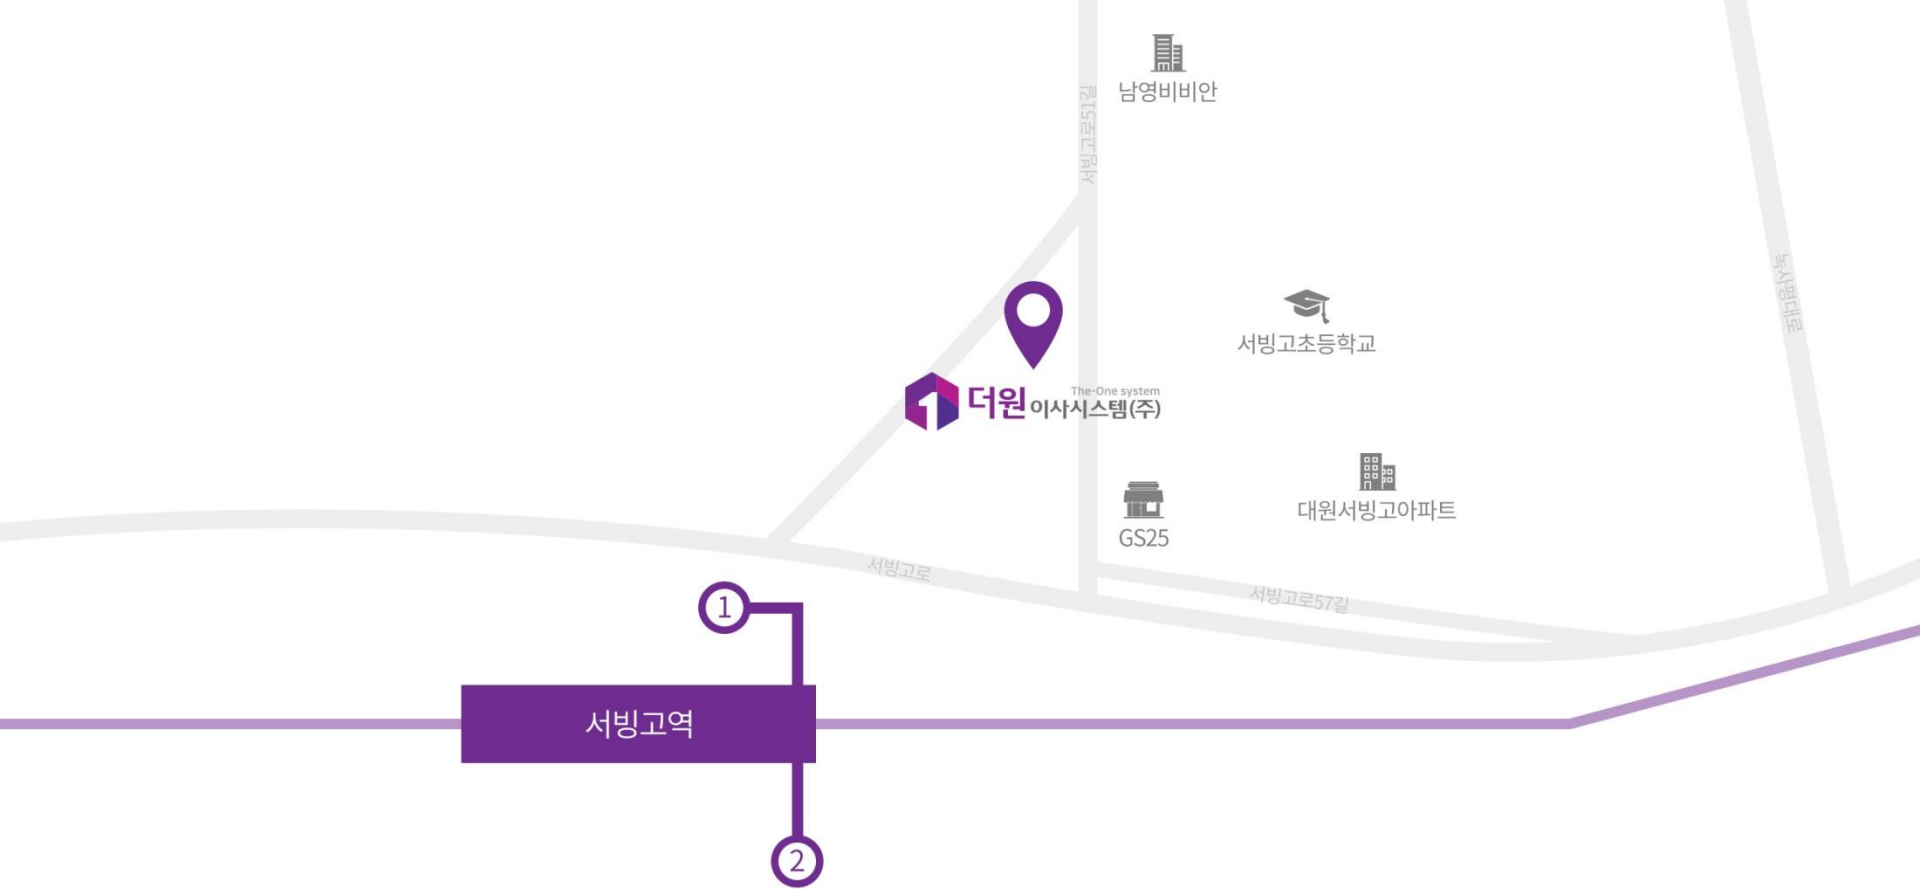 남영비비안
서빙고로51길
녹사평대로
서빙고초등학교
The-One system
더원 이사시스템(주)
대원서빙고아파트
GS25
서빙고로
서빙고로57길
1
서빙고역
2